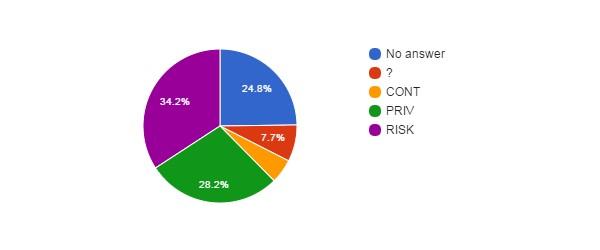 24.8%
7.7%
28.2%
34.2%
No answer
?
CONT
PRIV
RISK